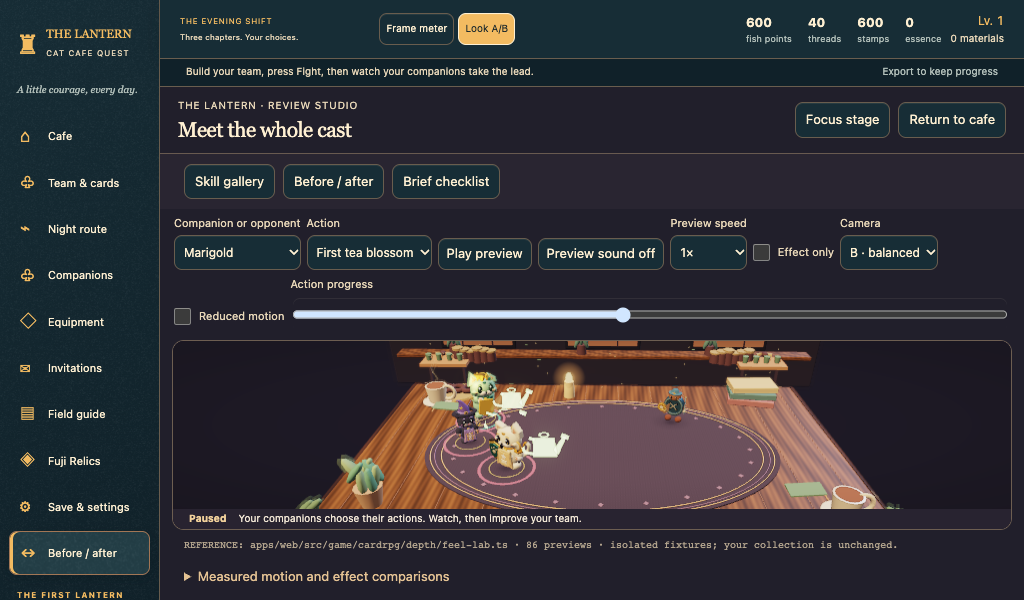 THE LANTERN
CAT CAFE QUEST
A little courage, every day.
Cafe
Team & cards
Night route
Companions
Equipment
Invitations
Field guide
Fuji Relics
Save & settings
Before / after
THE FIRST LANTERN
THE EVENING SHIFT
Three chapters. Your choices.
Frame meter
Look A/B
600
fish points
40
threads
600
stamps
0
essence
Lv. 1
0 materials
Build your team, press Fight, then watch your companions take the lead.
Export to keep progress
THE LANTERN · REVIEW STUDIO
Meet the whole cast
Focus stage
Return to cafe
Skill gallery
Before / after
Brief checklist
Companion or opponent
Action
Preview speed
Camera
Marigold
First tea blossom
Play preview
Preview sound off
1×
Effect only
B · balanced
Action progress
Reduced motion
Paused
Your companions choose their actions. Watch, then improve your team.
REFERENCE: apps/web/src/game/cardrpg/depth/feel-lab.ts · 86 previews · isolated fixtures; your collection is unchanged.
Measured motion and effect comparisons